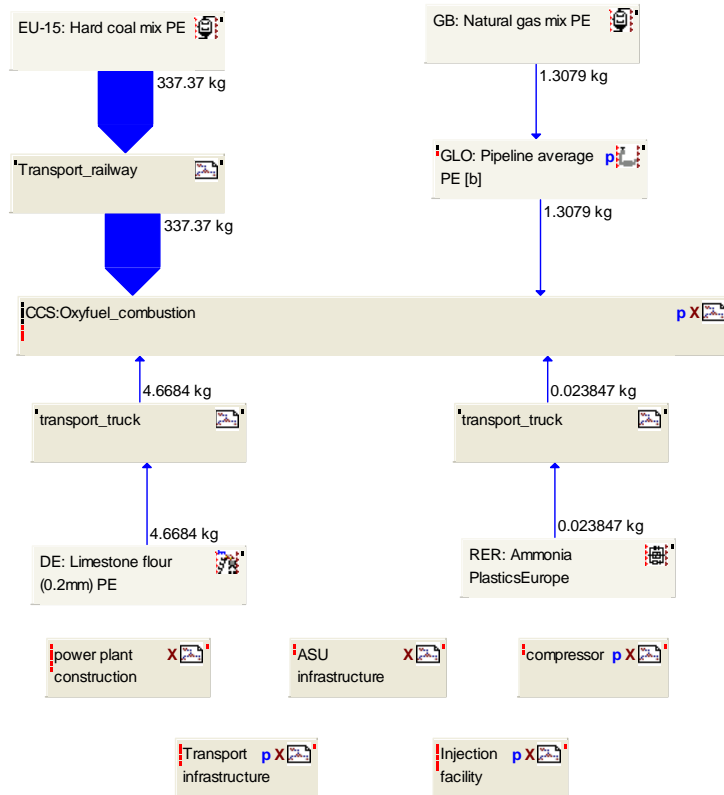 EU-15: Hard coal mix PE
GB: Natural gas mix PE
337.37 kg
1.3079 kg
Transport_railway
GLO: Pipeline average p
PE [b]
337.37 kg
1.3079 kg
CCS:Oxyfuel_combustion p X
4.6684 kg
0.023847 kg
transport_truck
transport_truck
4.6684 kg
0.023847 kg
DE: Limestone flour
(0.2mm) PE
RER: Ammonia
PlasticsEurope
power plant X
construction
ASU X
infrastructure
compressor p X
Transport p X
infrastructure
Injection p X
facility